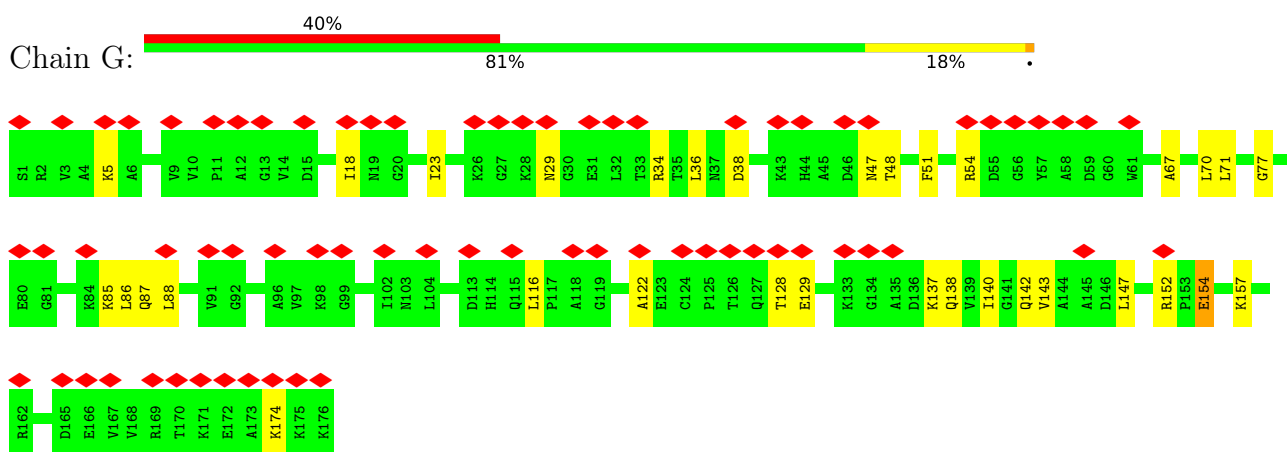 40%
Chain G:
81% 18% •
S1 R2 V3 A4 K5 A6 V9 V10 P11 A12 G13 V14 D15 I18 N19 G20 I23 K26 G27 K28 N29 G30 E31 L32 T33 R34 T35 L36 N37 D38 K43 H44 A45 D46 N47 T48 F51 R54 D55 G56 Y57 A58 D59 G60 W61 A67 L70 L71 G77
E80 G81 K84 K85 L86 Q87 L88 V91 G92 A96 V97 K98 G99 I102 N103 L104 D113 H114 Q115 L116 P117 A118 G119 A122 E123 C124 P125 T126 Q127 T128 E129 K133 G134 A135 D136 K137 Q138 V139 I140 G141 Q142 V143 A144 A145 D146 L147 R152 P153 E154 K157
R162 D165 E166 V167 V168 R169 T170 K171 E172 A173 K174 K175 K176